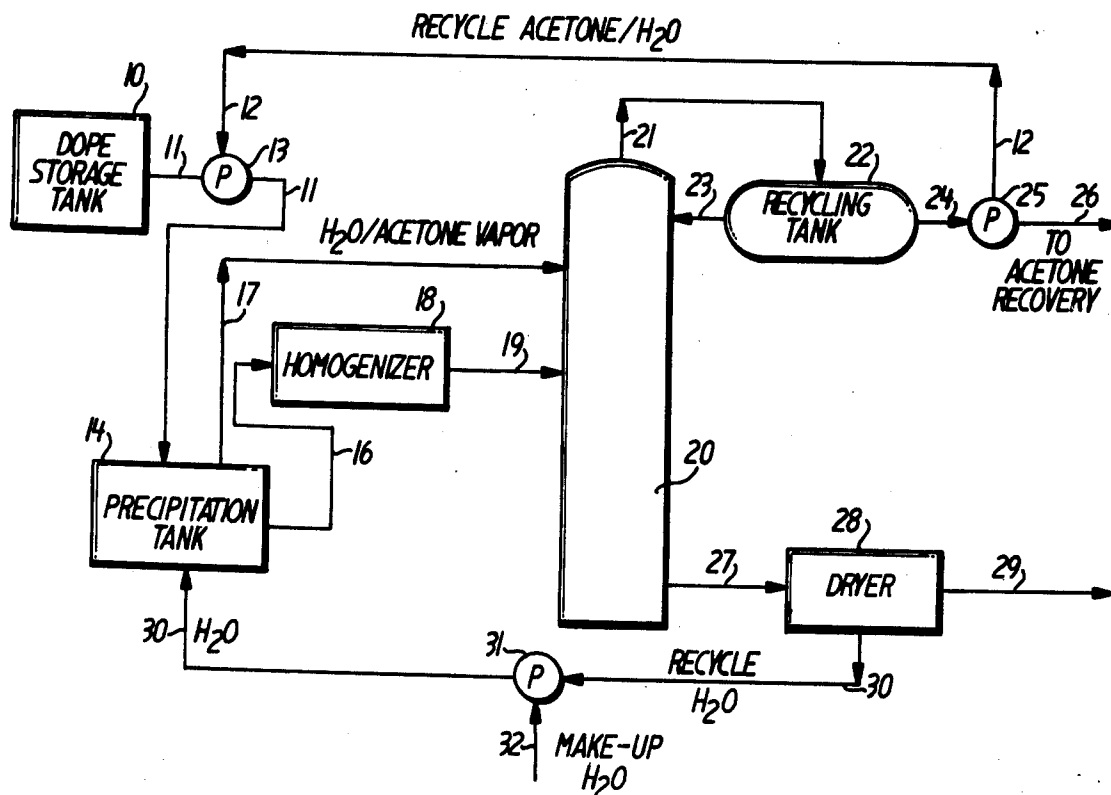 RECYCLE ACETONE/H2O
10
DOPE
STORAGE
TANK
11
12
P
13
11
21
22
RECYCLING
TANK
23
24
12
25
P
26
TO
ACETONE
RECOVERY
H2O/ACETONE VAPOR
17
18
HOMOGENIZER
19
16
14
PRECIPITATION
TANK
20
27
28
DRYER
29
30
H2O
31
P
RECYCLE
H2O
30
32
MAKE-UP
H2O